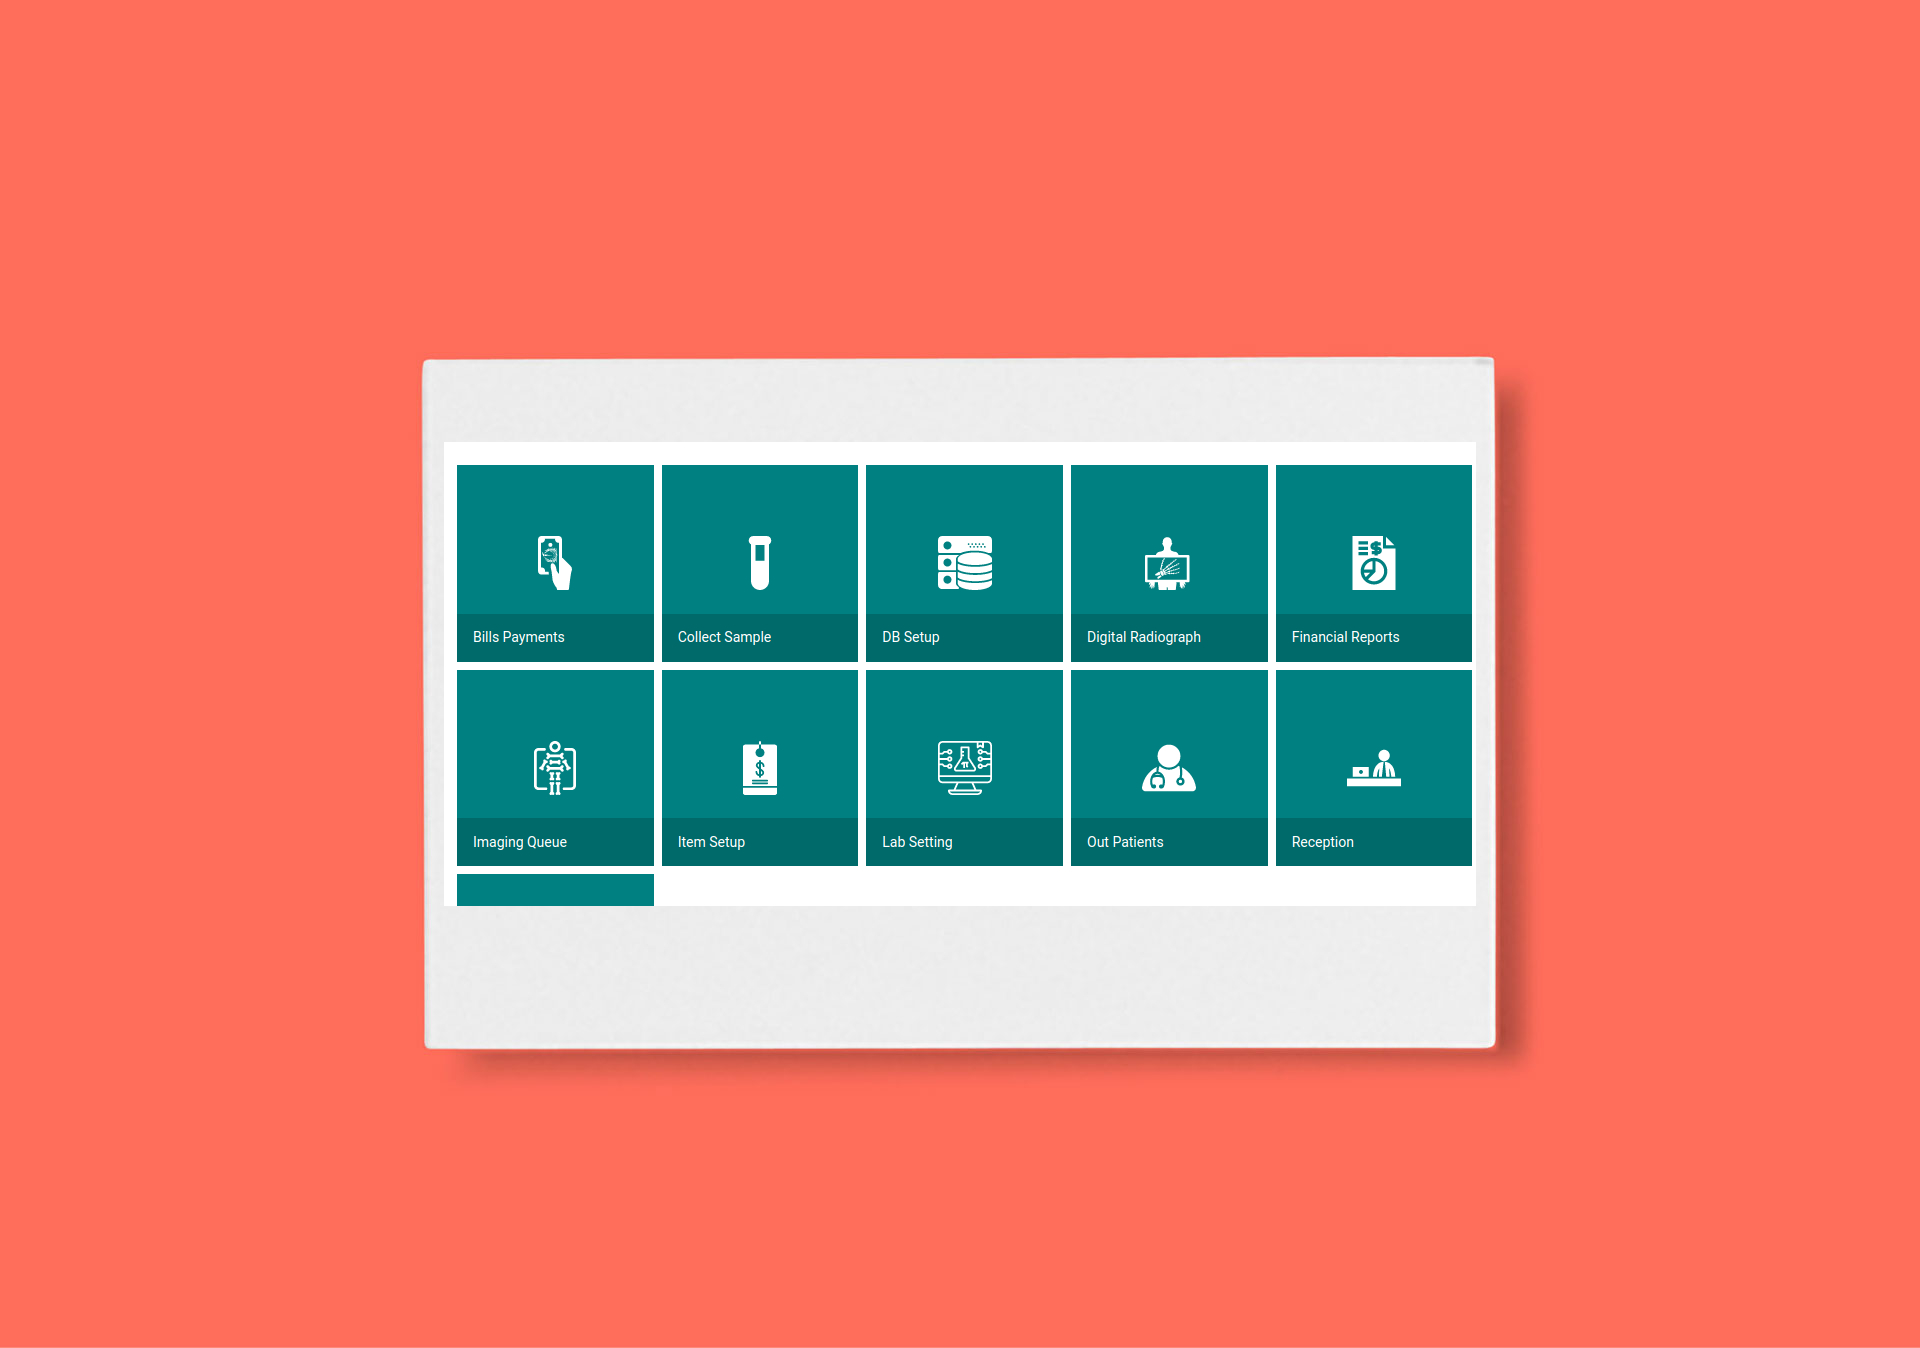 Bills Payments
Collect Sample
DB Setup
Digital Radiograph
Financial Reports
Imaging Queue
Item Setup
Lab Setting
Out Patients
Reception